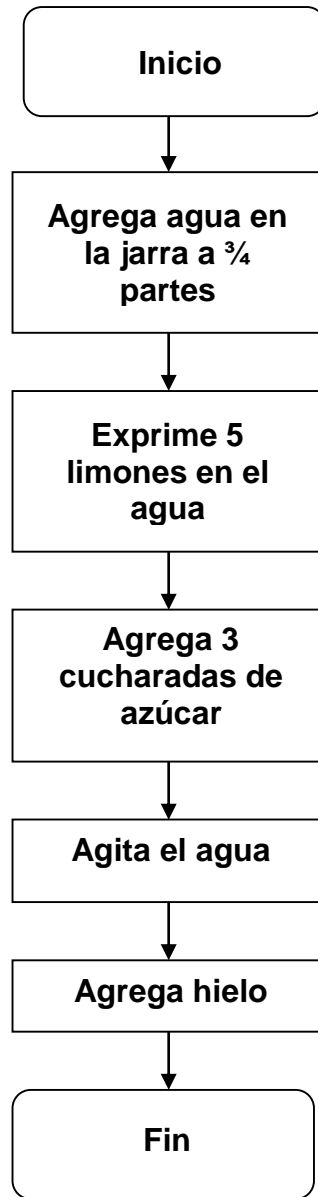 Inicio
Agrega agua en
la jarra a ¾
partes
Exprime 5
limones en el
agua
Agrega 3
cucharadas de
azúcar
Agita el agua
Agrega hielo
Fin